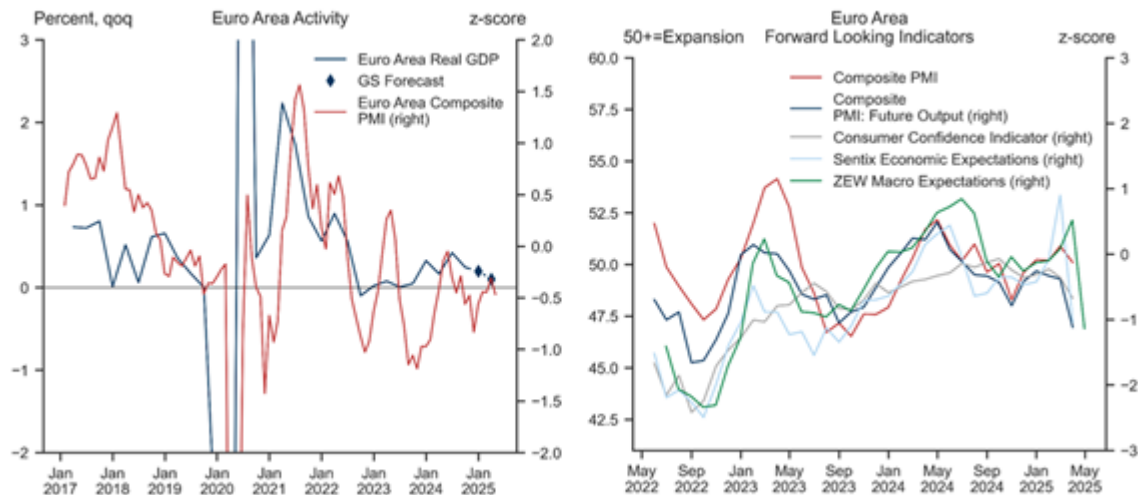 Percent, qoq Euro Area Activity z-score
3 2.0
Euro Area Real GDP
GS Forecast
Euro Area Composite
PMI (right)
1.5
2
1.0
1 0.5
0.0
0 -0.5
-1.0
-1
-1.5
-2 -2.0
Jan Jan Jan Jan Jan Jan Jan Jan Jan
2017 2018 2019 2020 2021 2022 2023 2024 2025
Euro Area
50+=Expansion Forward Looking Indicators z-score
60.0 3
Composite PMI
Composite
PMI: Future Output (right)
Consumer Confidence Indicator (right)
Sentix Economic Expectations (right)
ZEW Macro Expectations (right)
57.5
2
55.0
1
52.5
0
50.0
47.5 -1
45.0 -2
42.5
-3
May Sep Jan May Sep Jan May Sep Jan May
2022 2022 2023 2023 2023 2024 2024 2024 2025 2025